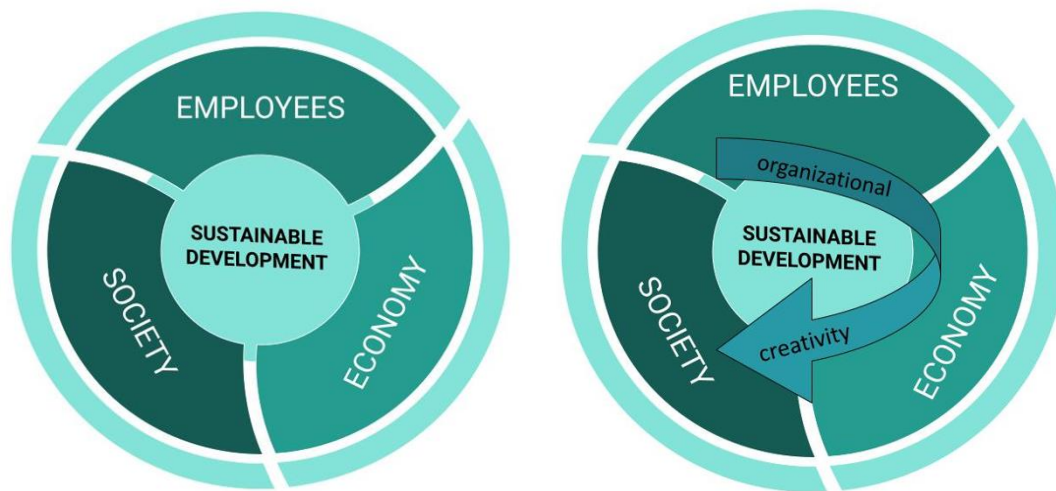 EMPLOYEES
SUSTAINABLE
DEVELOPMENT
SOCIETY
ECONOMY
EMPLOYEES
organizational
SUSTAINABLE
DEVELOPMENT
creativity
SOCIETY
ECONOMY